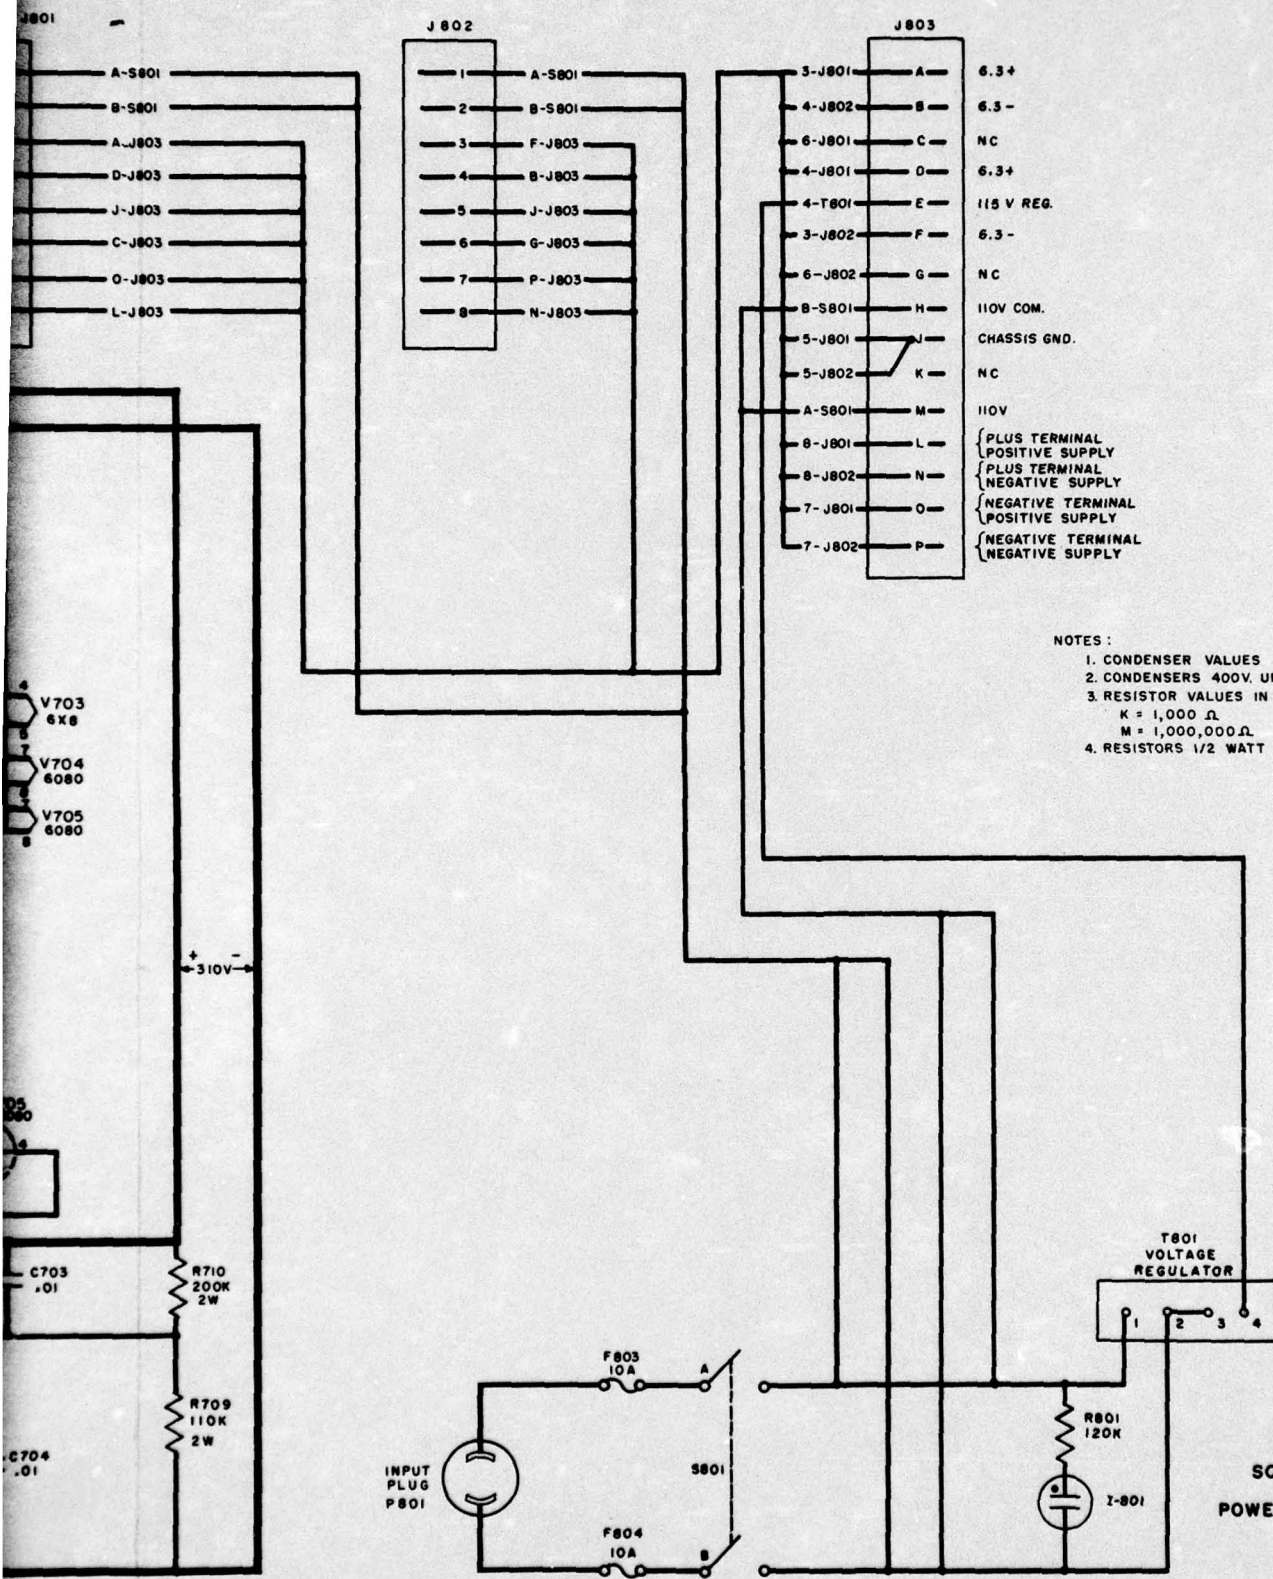 J801
A-S801
B-S801
A-J803
D-J803
J-J803
C-J803
O-J803
L-J803
J802
1 A-S801
2 B-S801
3 F-J803
4 B-J803
5 J-J803
6 G-J803
7 P-J803
8 N-J803
J803
3-J801 A 6.3+
4-J802 B 6.3-
6-J801 C NC
4-J801 D 6.3+
4-T801 E 115 V REG.
3-J802 F 6.3-
6-J802 G NC
B-S801 H 110V COM.
5-J801 J CHASSIS GND.
5-J802 K NC
A-S801 M 110V
8-J801 L PLUS TERMINAL
POSITIVE SUPPLY
8-J802 N PLUS TERMINAL
NEGATIVE SUPPLY
7-J801 O NEGATIVE TERMINAL
POSITIVE SUPPLY
7-J802 P NEGATIVE TERMINAL
NEGATIVE SUPPLY
NOTES:
1. CONDENSER VALUES
2. CONDENSERS 400V.
3. RESISTOR VALUES IN
K = 1,000 Ω
M = 1,000,000 Ω
4. RESISTORS 1/2 WATT
4
V703
6X8
7
V704
6080
V705
6080
8
+ -
310V
4
C703
.01
R710
200K
2W
R709
110K
2W
C704
.01
T801
VOLTAGE
REGULATOR
1 2 3 4
F803
10A
A
INPUT
PLUG
P801
S801
F804
10A
B
R801
120K
I-801
POWE